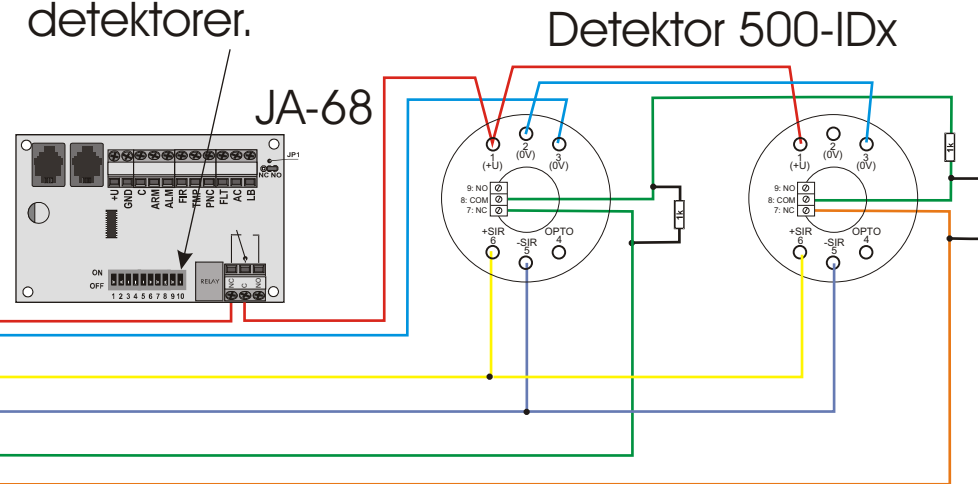 detektorer.
Detektor 500-IDx
JA-68
JP1
NC NO
+U GND C ARM ALM FIR TMP PNC FLT AC LB
ON
OFF
1 2 3 4 5 6 7 8 9 10
RELAY
NC C NO
1
(+U)
2
(0V)
3
(0V)
9: NO
8: COM
7: NC
+SIR
6
-SIR
5
OPTO
4
1k
1
(+U)
2
(0V)
3
(0V)
9: NO
8: COM
7: NC
+SIR
6
-SIR
5
OPTO
4
1k